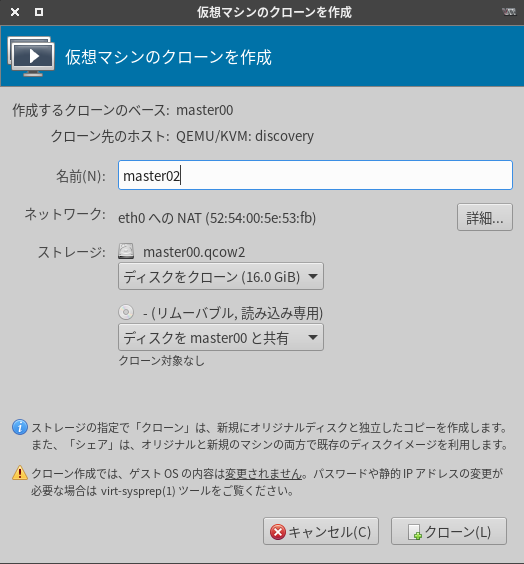 仮想マシンのクローンを作成
仮想マシンのクローンを作成
作成するクローンのベース: master00
クローン先のホスト: QEMU/KVM: discovery
名前(N): master02
ネットワーク: eth0 への NAT (52:54:00:5e:53:fb) 詳細...
ストレージ: master00.qcow2
ディスクをクローン (16.0 GiB)
- (リムーバブル, 読み込み専用)
ディスクを master00 と共有
クローン対象なし
ストレージの指定で「クローン」は、新規にオリジナルディスクと独立したコピーを作成します。
また、「シェア」は、オリジナルと新規のマシンの両方で既存のディスクイメージを利用します。
クローン作成では、ゲスト OS の内容は変更されません。パスワードや静的 IP アドレスの変更が
必要な場合は virt-sysprep(1) ツールをご覧ください。
キャンセル(C) クローン(L)